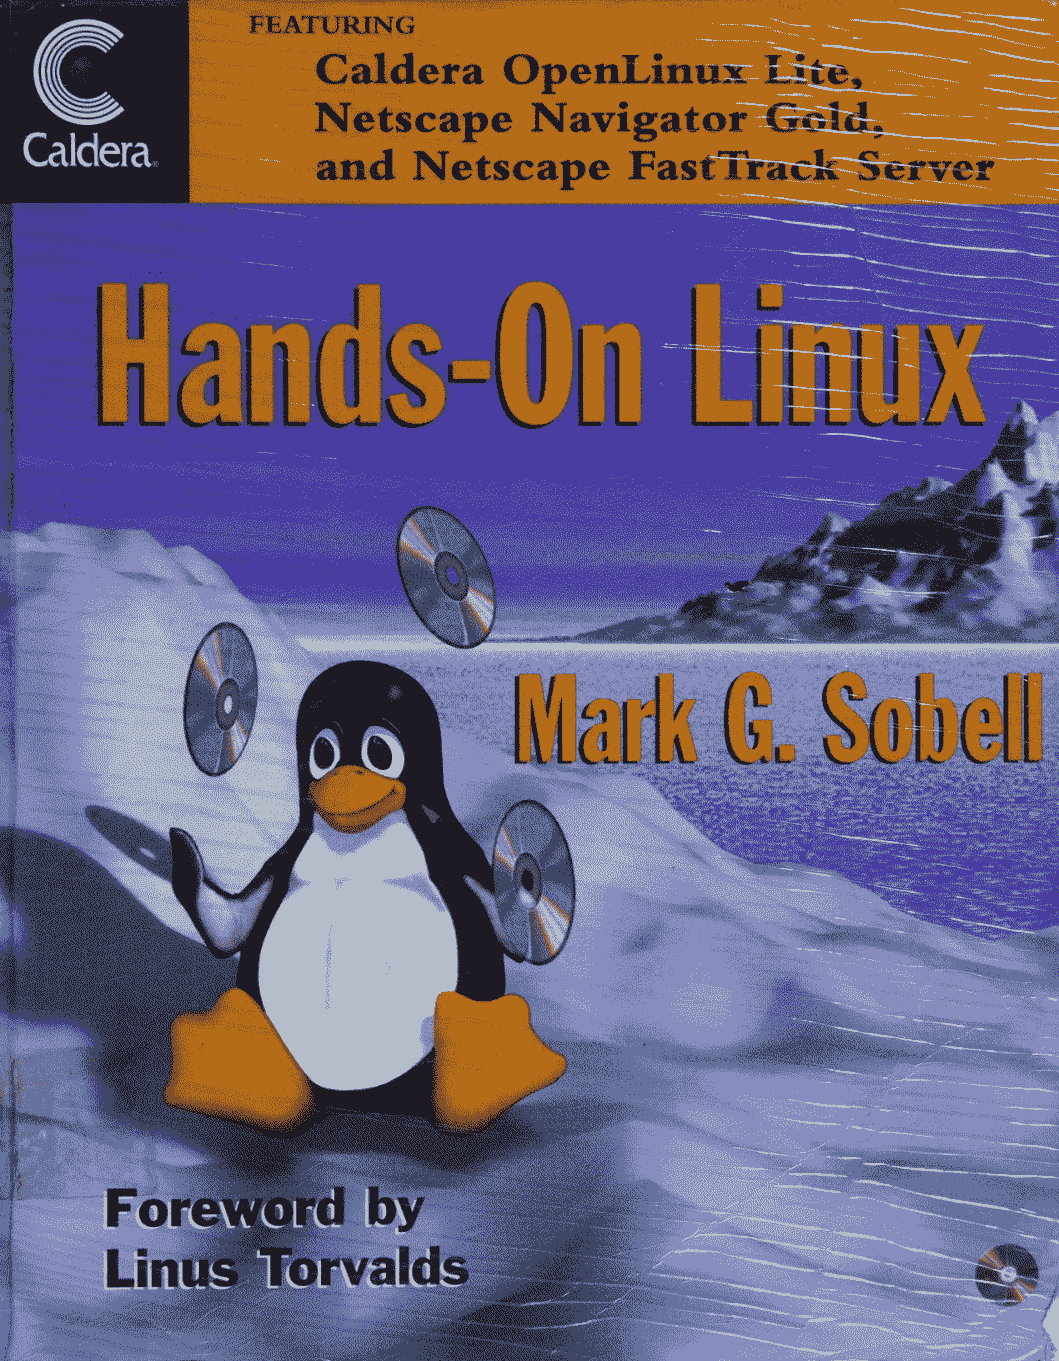 FEATURING
Caldera OpenLinux Lite,
Netscape Navigator Gold,
and Netscape FastTrack Server
Caldera
Hands-On Linux
Mark G. Sobell
Foreword by
Linus Torvalds